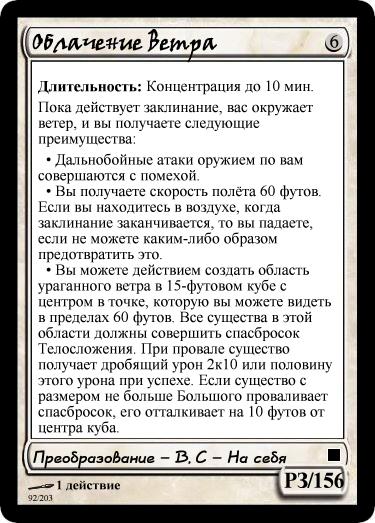 Облачение Ветра 6
Длительность: Концентрация до 10 мин.
Пока действует заклинание, вас окружает
ветер, и вы получаете следующие
преимущества:
• Дальнобойные атаки оружием по вам
совершаются с помехой.
• Вы получаете скорость полёта 60 футов.
Если вы находитесь в воздухе, когда
заклинание заканчивается, то вы падаете,
если не можете каким-либо образом
предотвратить это.
• Вы можете действием создать область
ураганного ветра в 15-футовом кубе с
центром в точке, которую вы можете видеть
в пределах 60 футов. Все существа в этой
области должны совершить спасбросок
Телосложения. При провале существо
получает дробящий урон 2к10 или половину
этого урона при успехе. Если существо с
размером не больше Большого проваливает
спасбросок, его отталкивает на 10 футов от
центра куба.
Преобразование – В, С – На себя
РЗ/156
1 действие
92/203